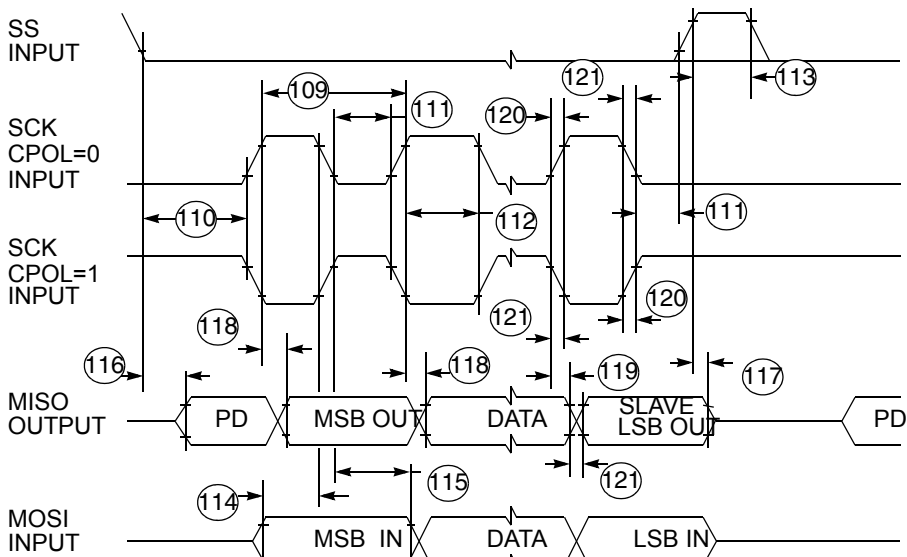 SS
INPUT
121
113
109
111
120
SCK
CPOL=0
INPUT
110
112
111
SCK
CPOL=1
INPUT
118
121
120
116
118
119
117
MISO
OUTPUT
PD
MSB OUT
DATA
SLAVE
LSB OUT
PD
114
115
121
MOSI
INPUT
MSB IN
DATA
LSB IN